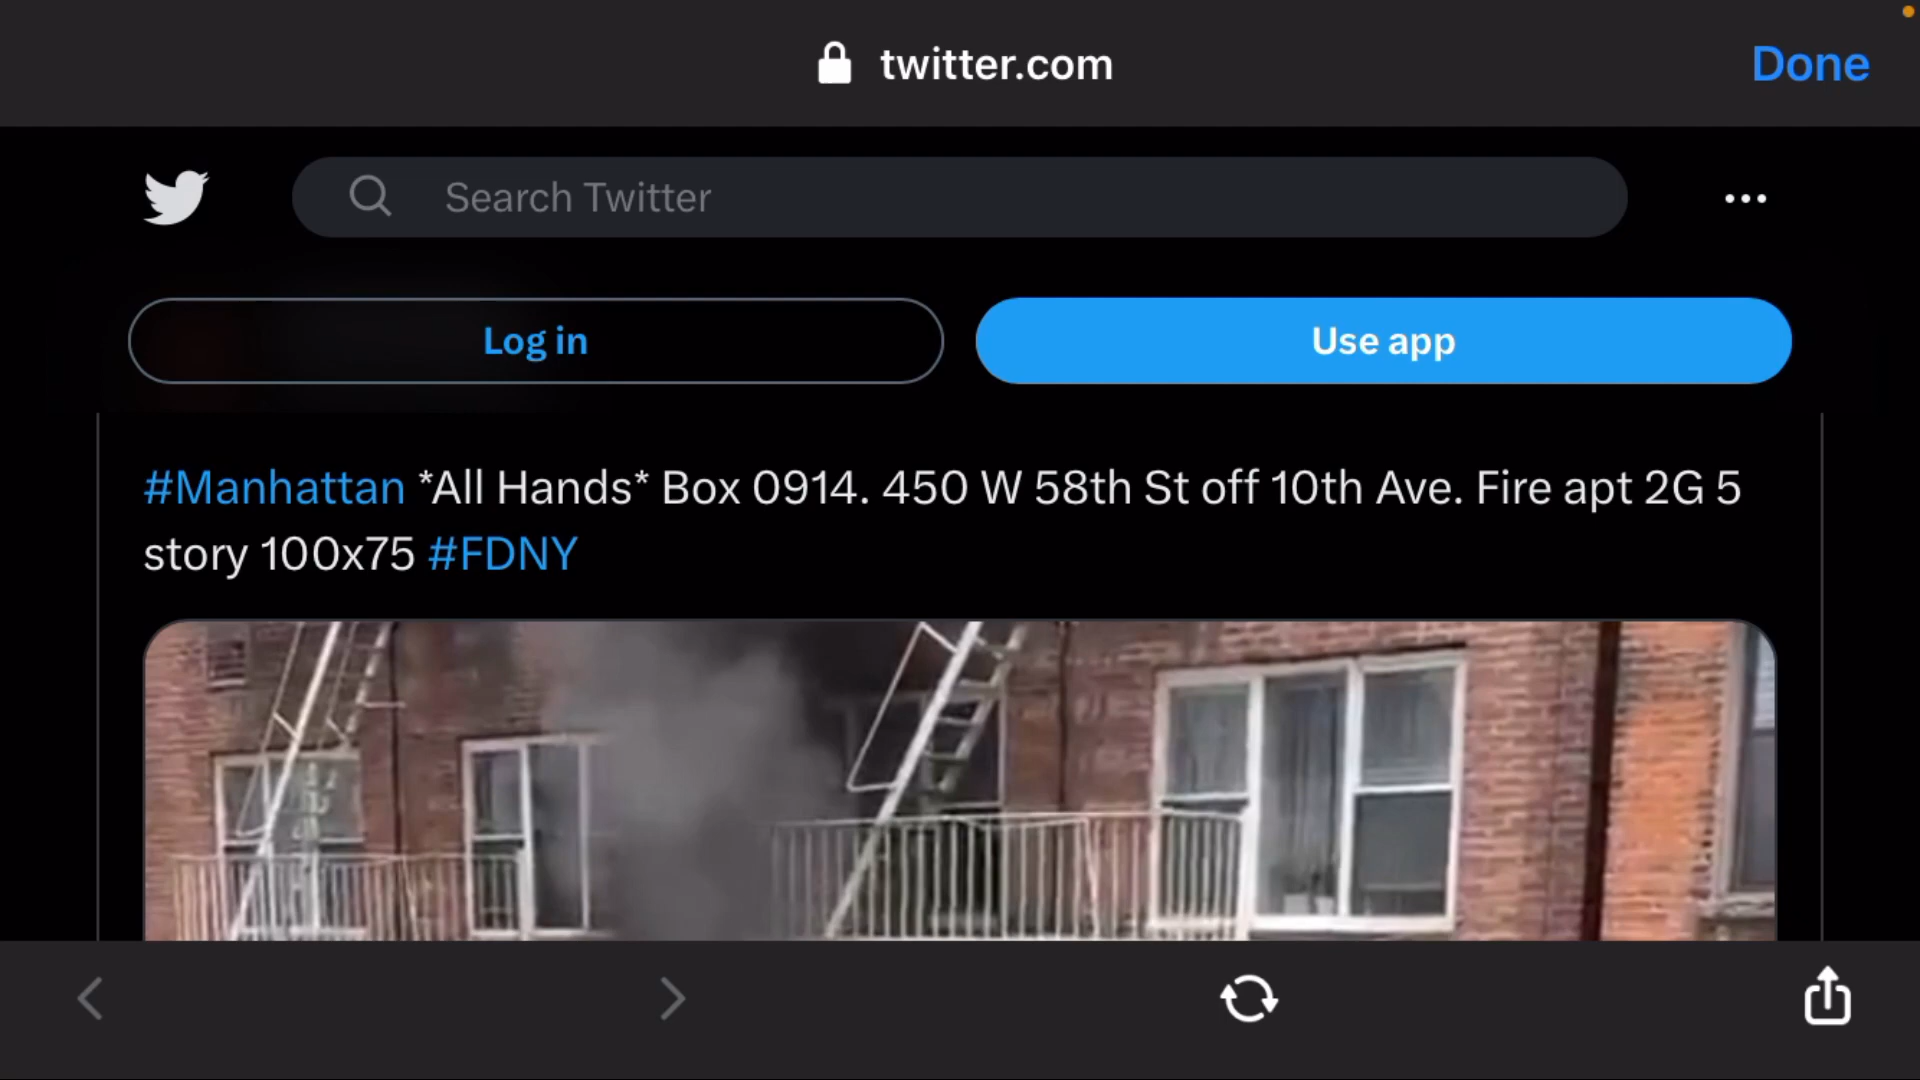 twitter.com
Done
Search Twitter
Log in
Use app
#Manhattan *All Hands* Box 0914. 450 W 58th St off 10th Ave. Fire apt 2G 5
story 100x75 #FDNY